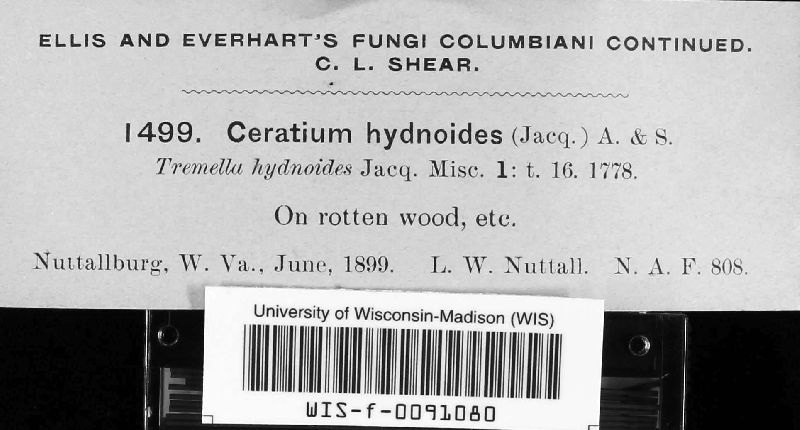 ELLIS AND EVERHART'S FUNGI COLUMBIANI CONTINUED.
C. L. SHEAR.
1499. Ceratium hydnoides (Jacq.) A. & S.
Tremella hydnoides Jacq. Misc. 1: t. 16. 1778.
On rotten wood, etc.
Nuttallburg, W. Va., June, 1899. L. W. Nuttall. N. A. F. 808.
University of Wisconsin-Madison (WIS)
WIS-f-0091080